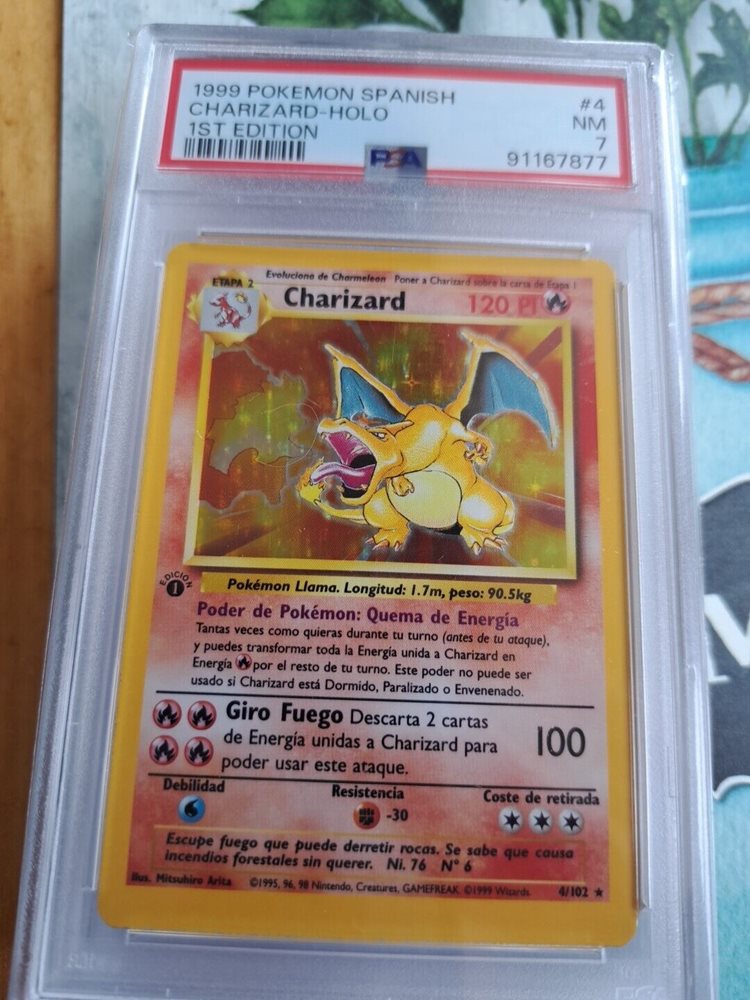 1999 POKEMON SPANISH #4
CHARIZARD-HOLO NM
1ST EDITION 7
PSA 91167877
ETAPA 2 Evoluciona de Charmeleon Poner a Charizard sobre la carta de Etapa 1
Charizard 120 PT
EDICION 1
Pokémon Llama. Longitud: 1.7m, peso: 90.5kg
Poder de Pokémon: Quema de Energía
Tantas veces como quieras durante tu turno (antes de tu ataque),
y puedes transformar toda la Energía unida a Charizard en
Energía por el resto de tu turno. Este poder no puede ser
usado si Charizard está Dormido, Paralizado o Envenenado.
Giro Fuego Descarta 2 cartas
de Energía unidas a Charizard para 100
poder usar este ataque.
Debilidad Resistencia Coste de retirada
-30
Escupe fuego que puede derretir rocas. Se sabe que causa
incendios forestales sin querer. Ni. 76 N° 6
Ilus. Mitsuhiro Arita ©1995, 96, 98 Nintendo, Creatures, GAMEFREAK. ©1999 Wizards. 4/102 ★